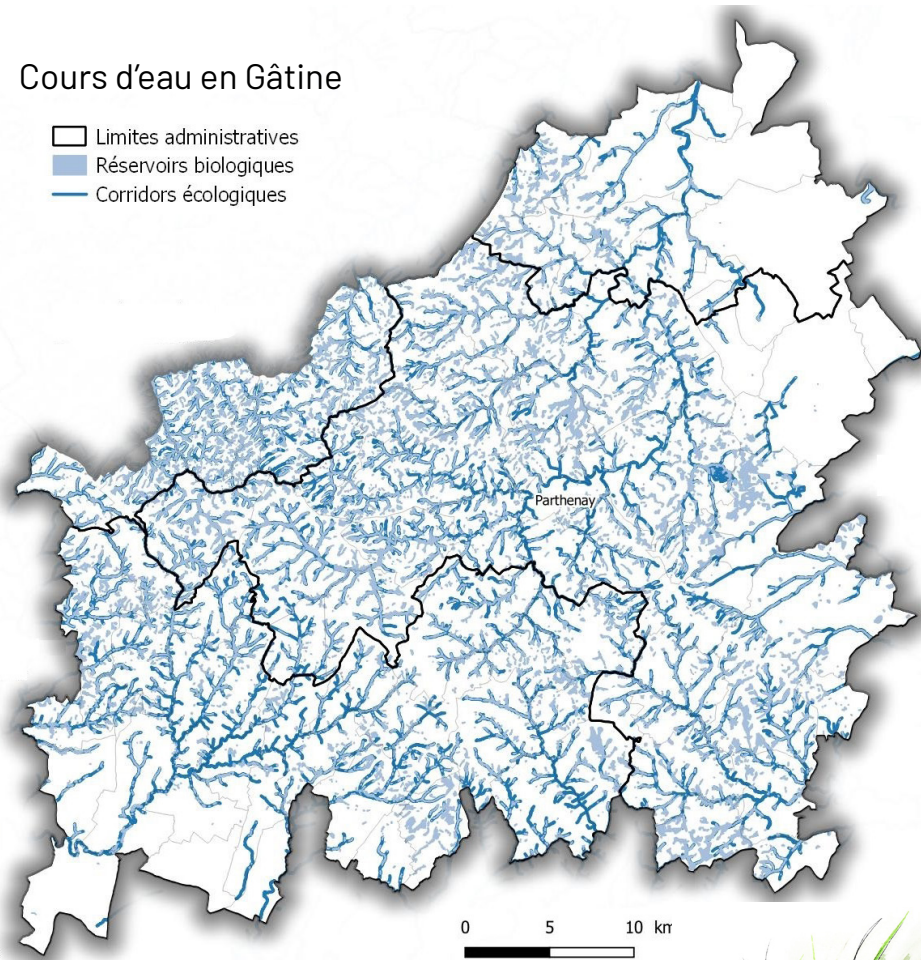 Cours d'eau en Gâtine
Limites administratives
Réservoirs biologiques
Corridors écologiques
Parthenay
0 5 10 km